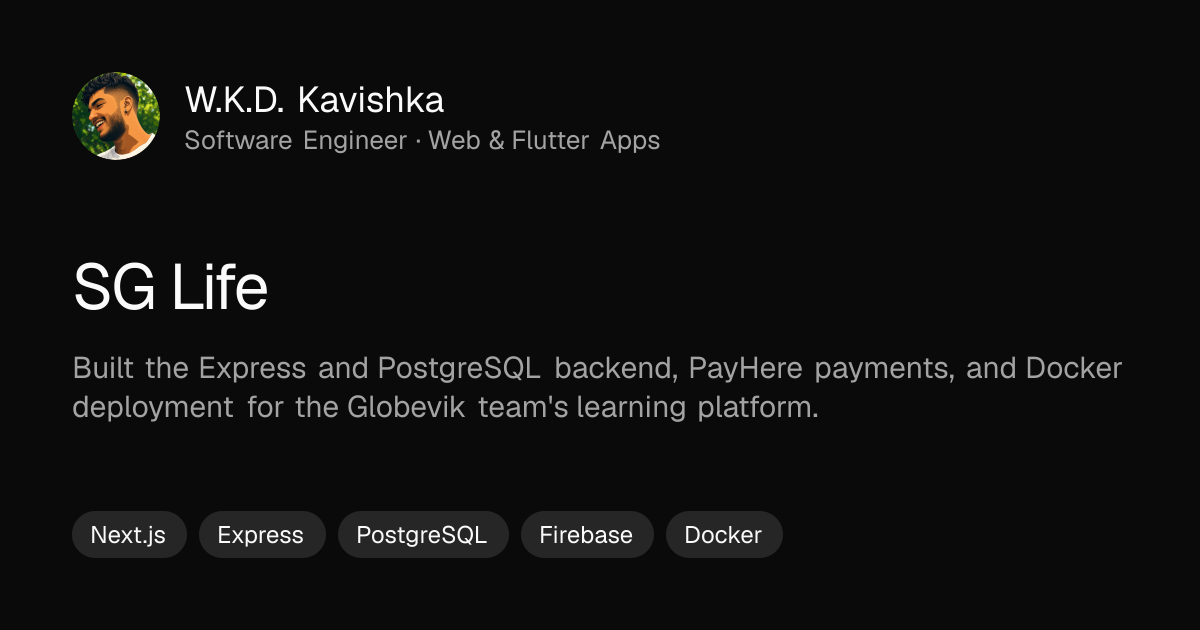 W.K.D. Kavishka
Software Engineer · Web & Flutter Apps
SG Life
Built the Express and PostgreSQL backend, PayHere payments, and Docker
deployment for the Globevik team's learning platform.
Next.js Express PostgreSQL Firebase Docker